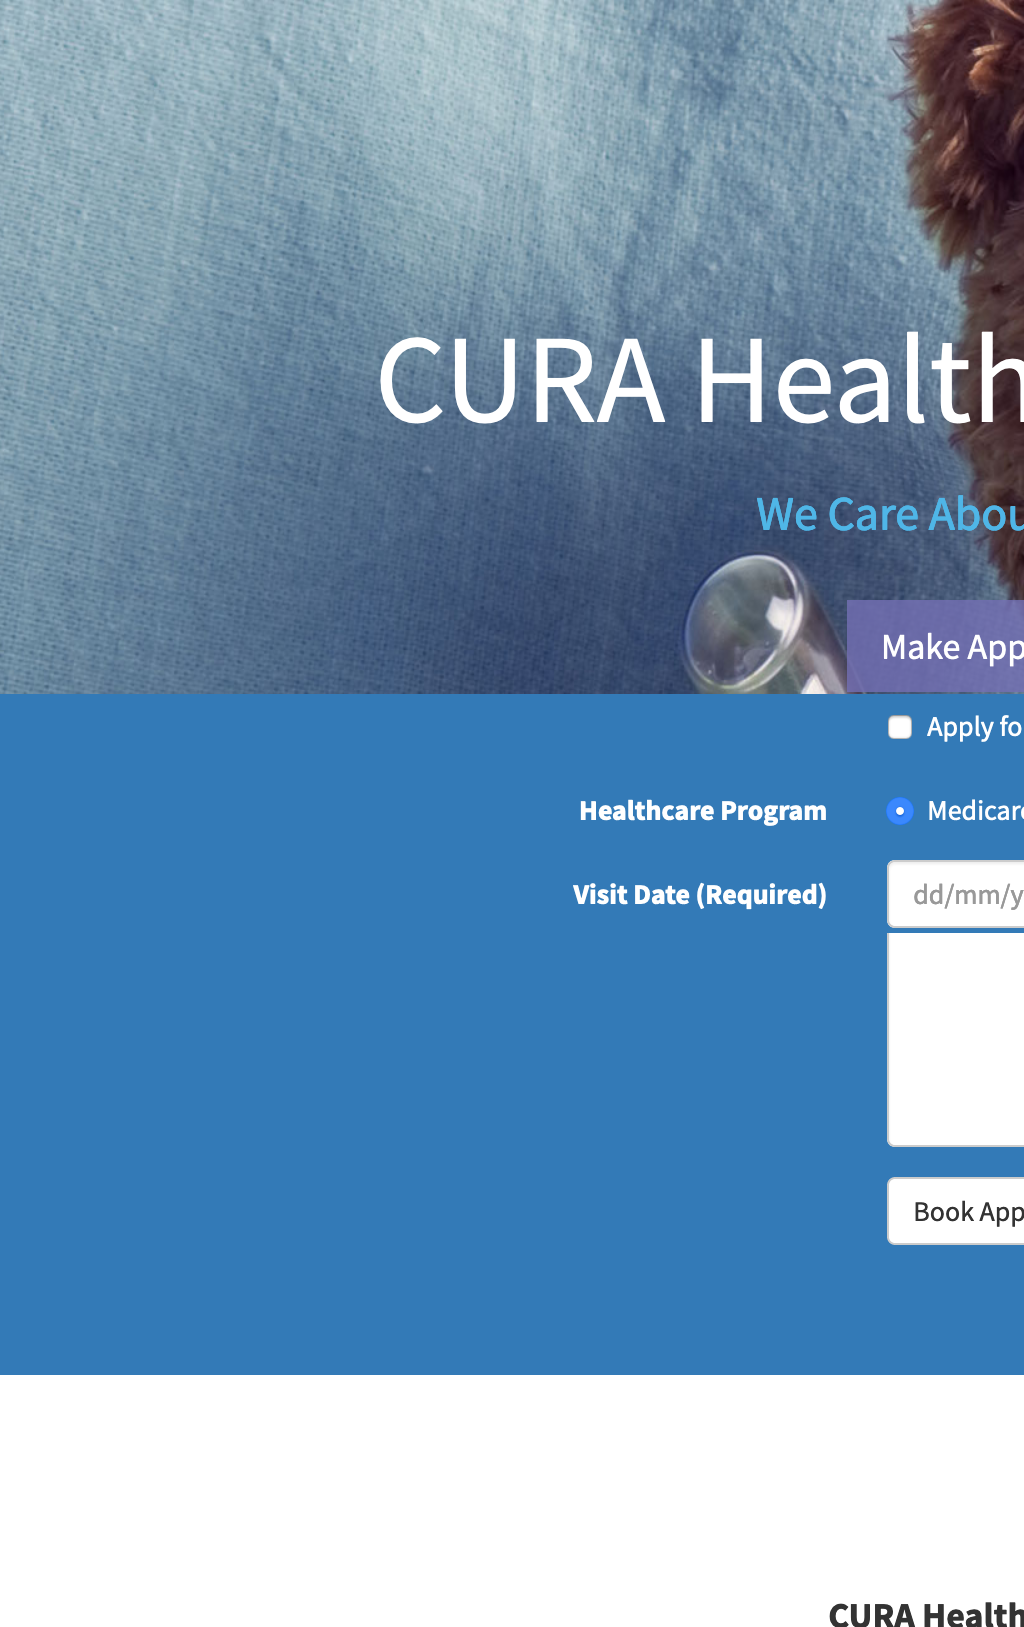 CURA Health
We Care Abou
Make App
Apply fo
Healthcare Program
Medicare
Visit Date (Required)
dd/mm/y
Book App
CURA Health